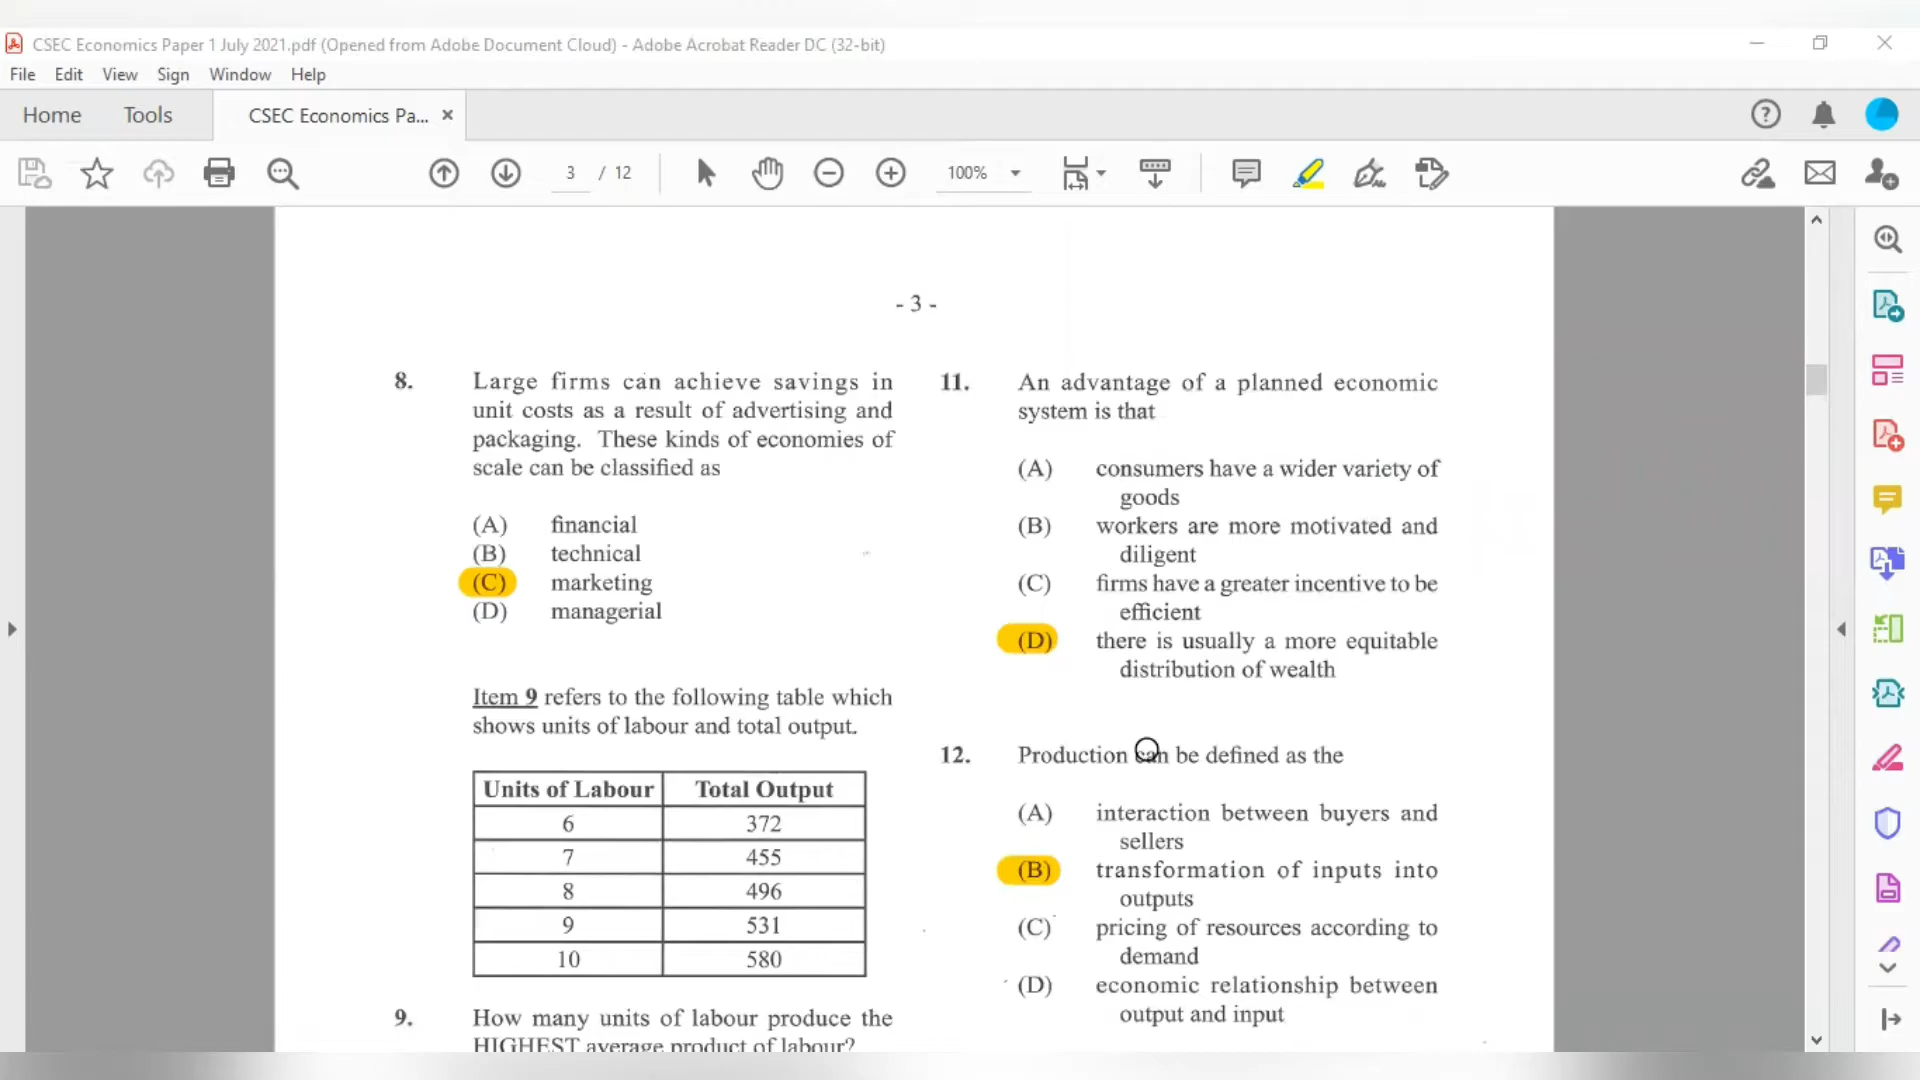 CSEC Economics Paper 1 July 2021.pdf (Opened from Adobe Document Cloud) - Adobe Acrobat Reader DC (32-bit)
File Edit View Sign Window Help
Home Tools CSEC Economics Pa... ×
3 / 12 100%
- 3 -
8. Large firms can achieve savings in
unit costs as a result of advertising and
packaging. These kinds of economies of
scale can be classified as
(A) financial
(B) technical
(C) marketing
(D) managerial
Item 9 refers to the following table which
shows units of labour and total output.
Units of Labour Total Output
6 372
7 455
8 496
9 531
10 580
9. How many units of labour produce the
HIGHEST average product of labour?
11. An advantage of a planned economic
system is that
(A) consumers have a wider variety of
goods
(B) workers are more motivated and
diligent
(C) firms have a greater incentive to be
efficient
(D) there is usually a more equitable
distribution of wealth
12. Production can be defined as the
(A) interaction between buyers and
sellers
(B) transformation of inputs into
outputs
(C) pricing of resources according to
demand
(D) economic relationship between
output and input